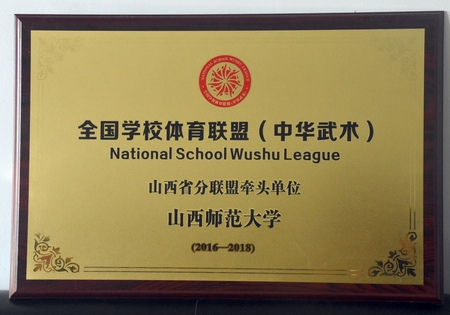 全国学校体育联盟（中华武术）
National School Wushu League
山西省分联盟牵头单位
山西师范大学
(2016—2018)